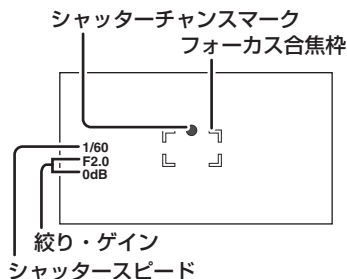 シャッターチャンスマーク
フォーカス合焦枠
1/60
F2.0
0dB
絞り・ゲイン
シャッタースピード